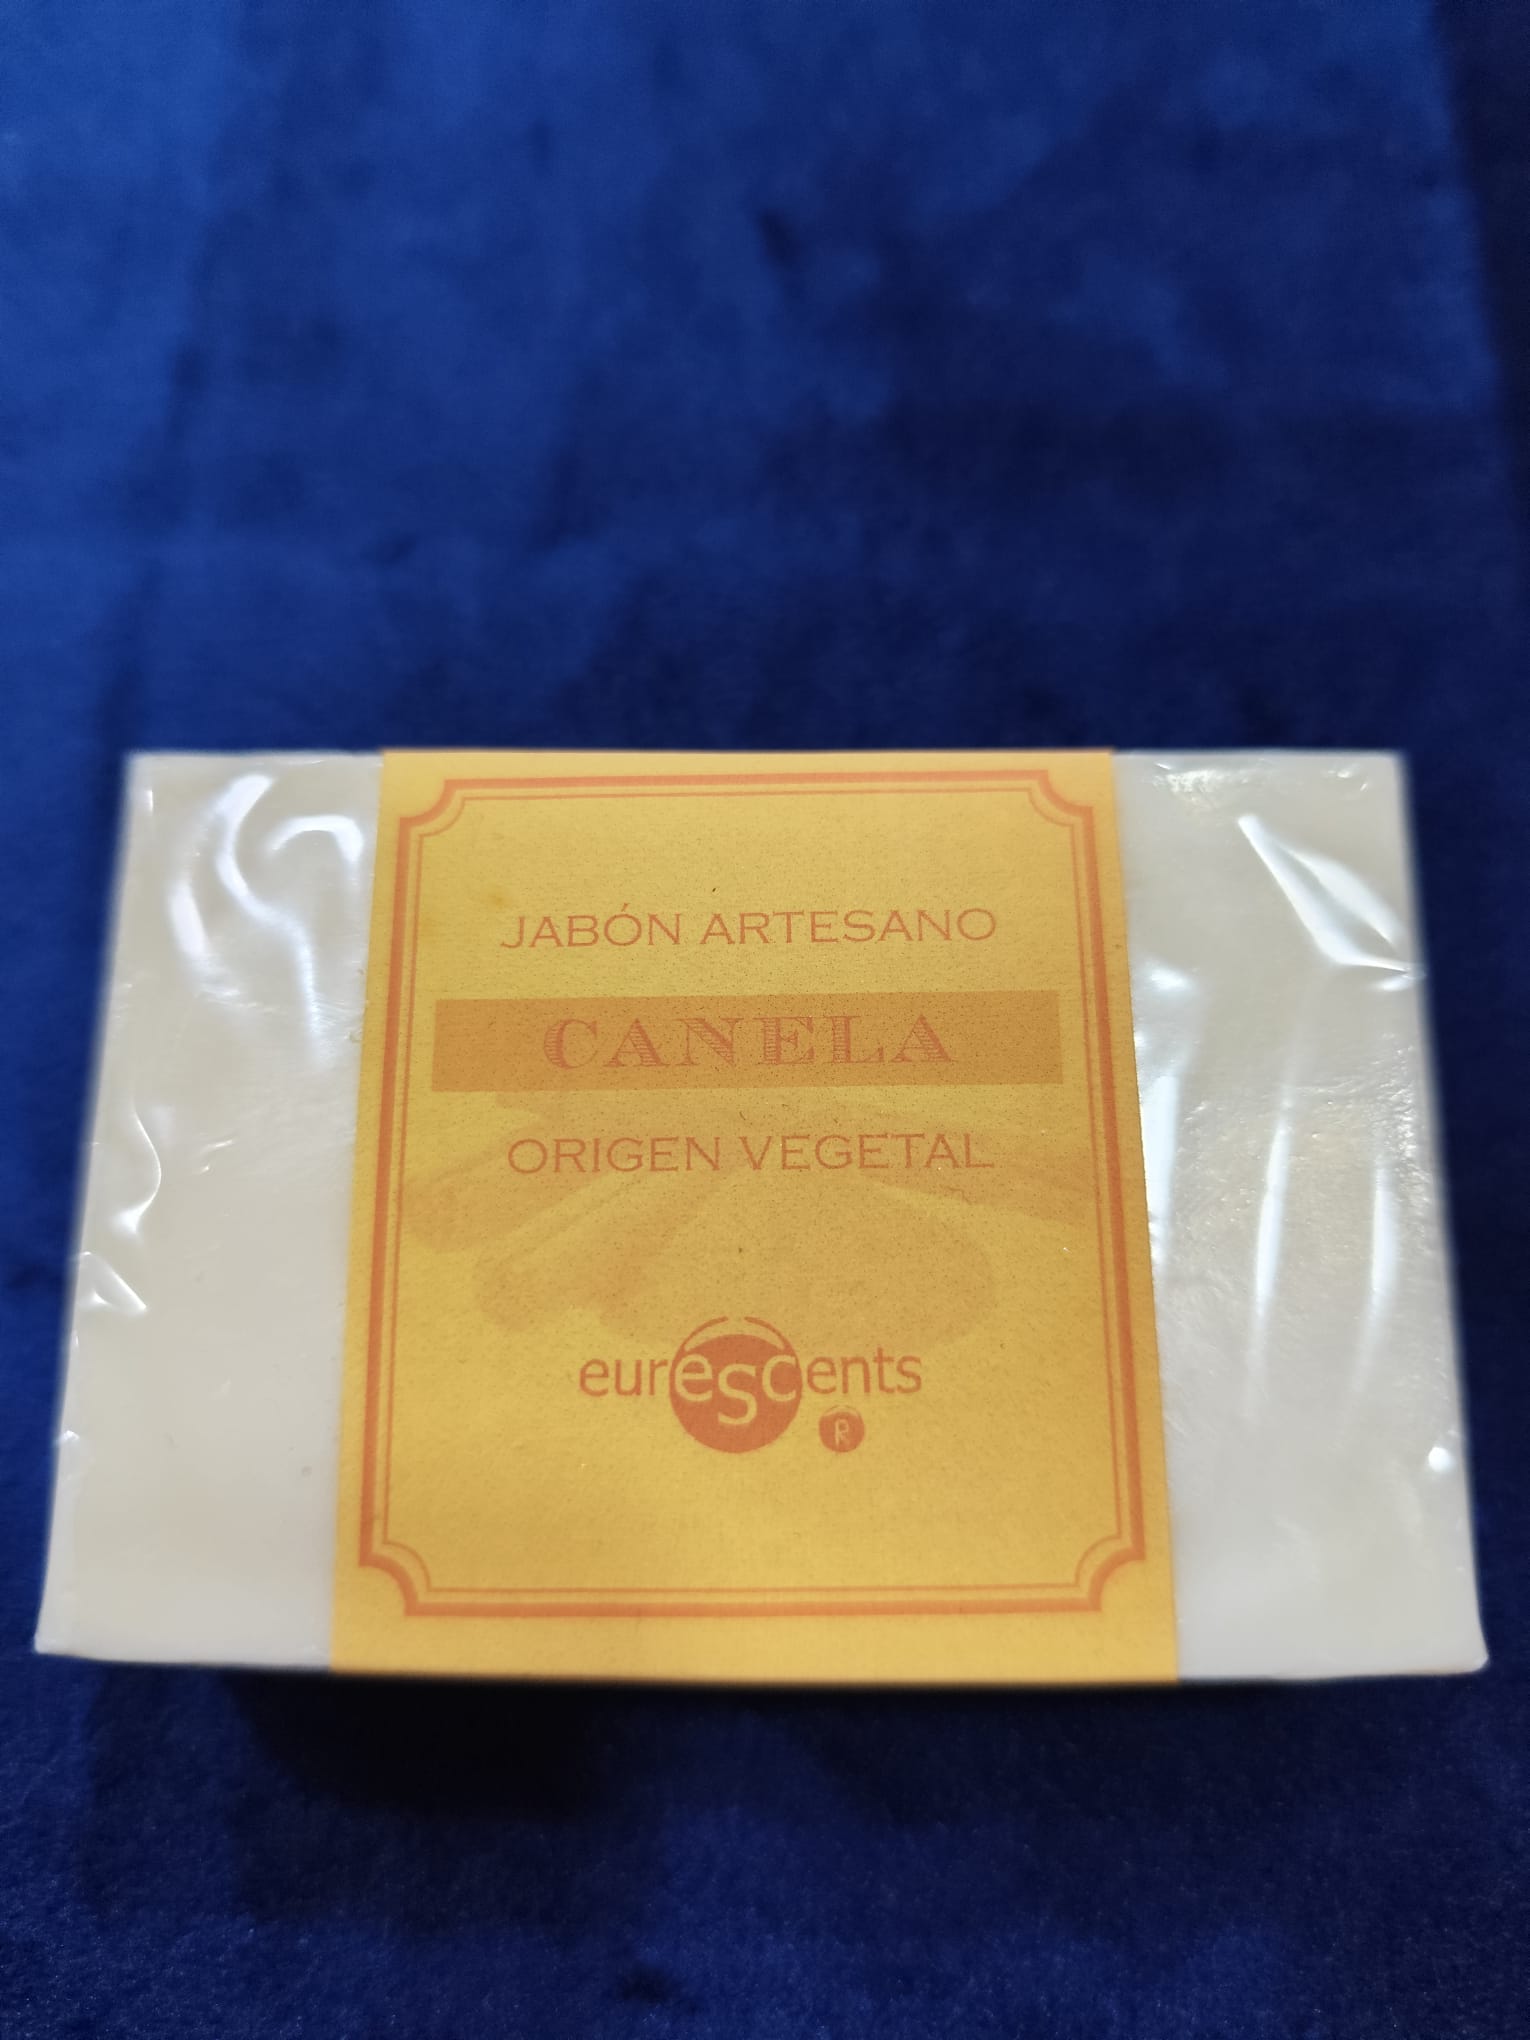 JABÓN ARTESANO
CANELA
ORIGEN VEGETAL
eurescents
R